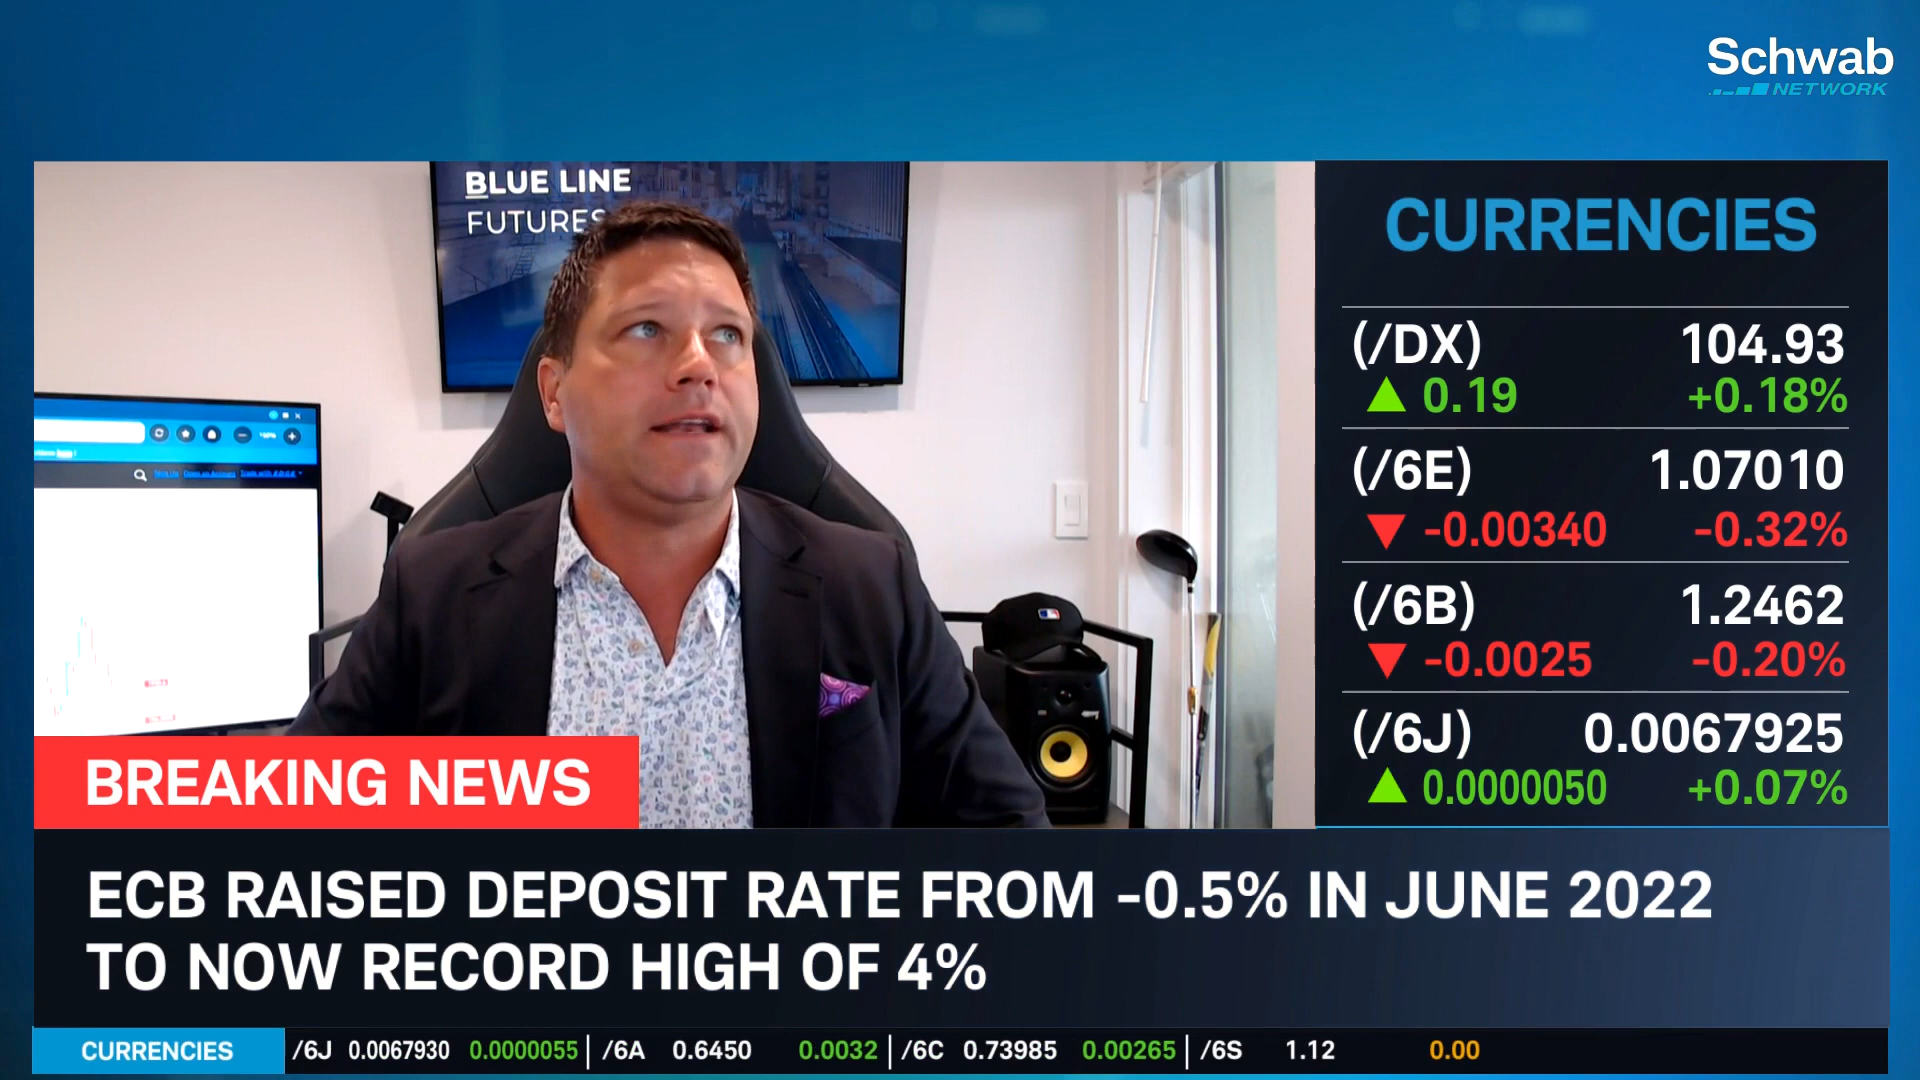 Schwab
NETWORK
BLUE LINE
FUTURES
CURRENCIES
(/DX) 104.93
0.19 +0.18%
(/6E) 1.07010
-0.00340 -0.32%
(/6B) 1.2462
-0.0025 -0.20%
(/6J) 0.0067925
0.0000050 +0.07%
BREAKING NEWS
ECB RAISED DEPOSIT RATE FROM -0.5% IN JUNE 2022
TO NOW RECORD HIGH OF 4%
CURRENCIES /6J 0.0067930 0.0000055 /6A 0.6450 0.0032 /6C 0.73985 0.00265 /6S 1.12 0.00